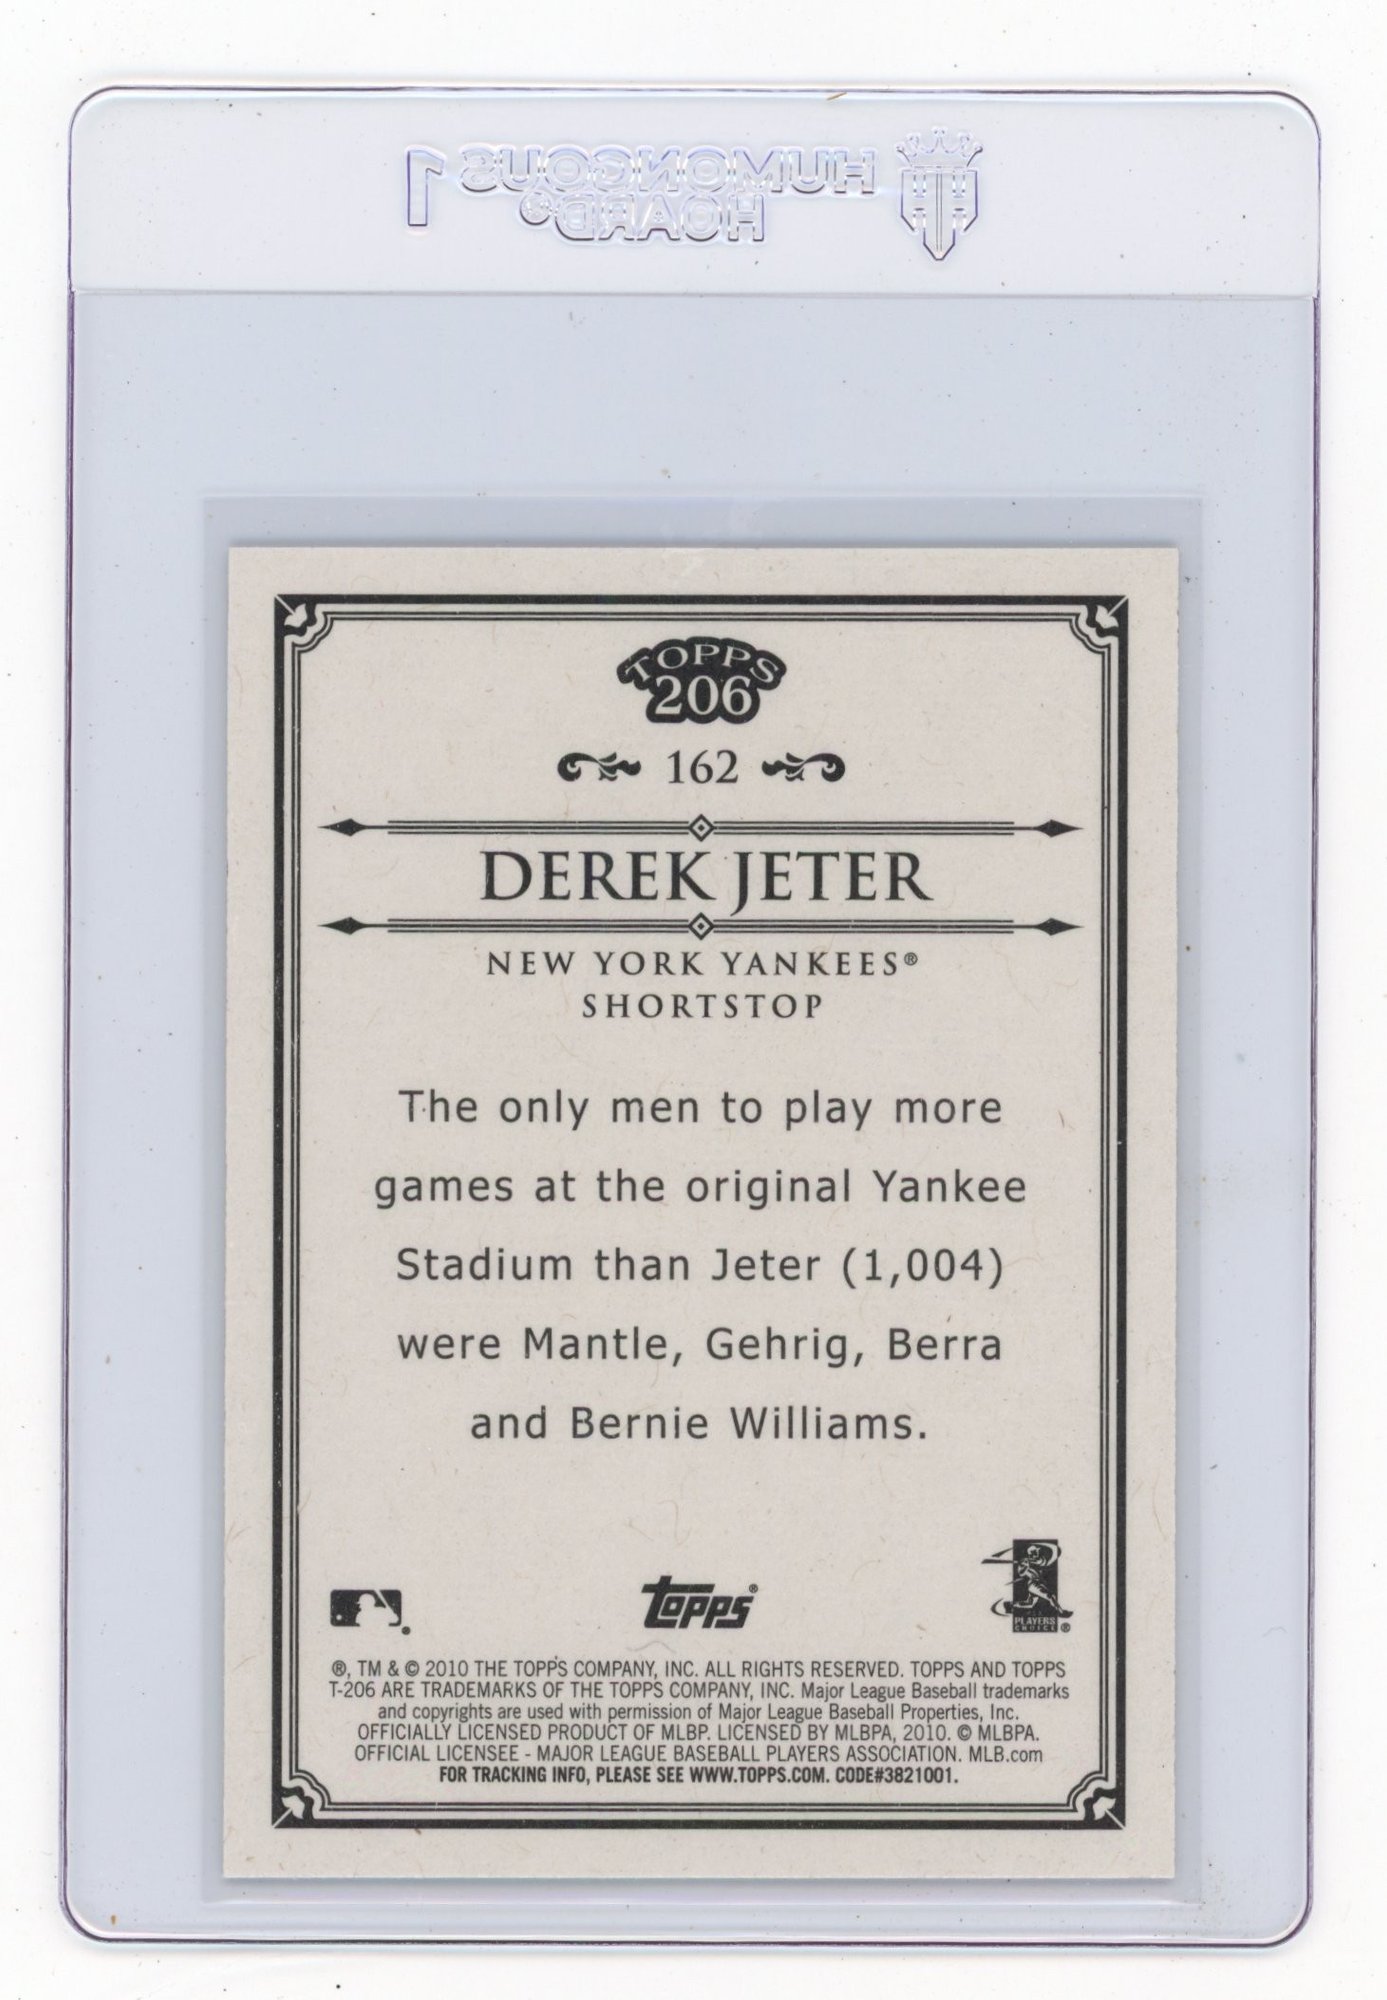 HUMONGOUS 1
HOARD®
TOPPS
206
162
DEREK JETER
NEW YORK YANKEES®
SHORTSTOP
The only men to play more
games at the original Yankee
Stadium than Jeter (1,004)
were Mantle, Gehrig, Berra
and Bernie Williams.
topps®
PLAYERS
CHOICE ®
®, TM & © 2010 THE TOPPS COMPANY, INC. ALL RIGHTS RESERVED. TOPPS AND TOPPS
T-206 ARE TRADEMARKS OF THE TOPPS COMPANY, INC. Major League Baseball trademarks
and copyrights are used with permission of Major League Baseball Properties, Inc.
OFFICIALLY LICENSED PRODUCT OF MLBP. LICENSED BY MLBPA, 2010. © MLBPA.
OFFICIAL LICENSEE - MAJOR LEAGUE BASEBALL PLAYERS ASSOCIATION. MLB.com
FOR TRACKING INFO, PLEASE SEE WWW.TOPPS.COM. CODE#3821001.